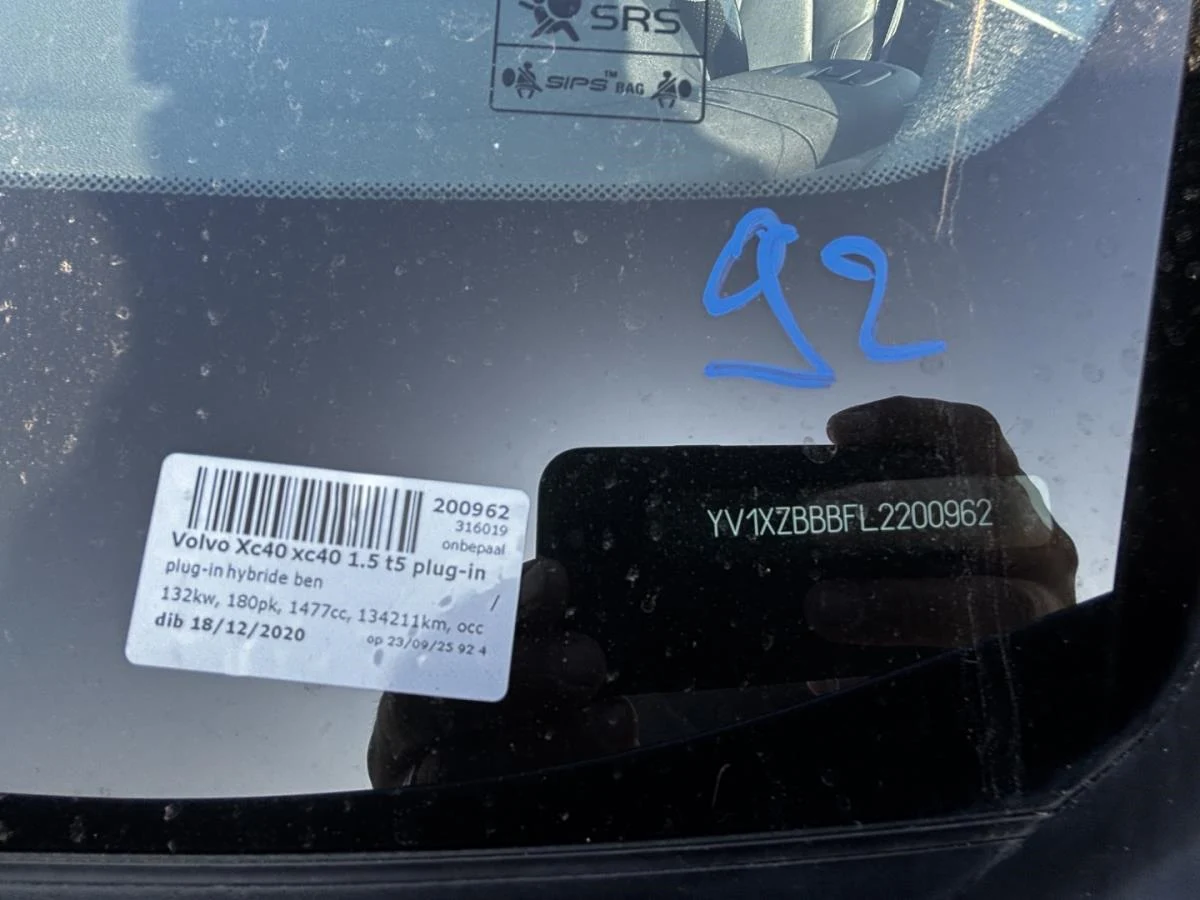 SRS
SIPS™ BAG
92
200962
316019
onbepaal
Volvo Xc40 xc40 1.5 t5 plug-in
plug-in hybride ben /
132kw, 180pk, 1477cc, 134211km, occ
dib 18/12/2020 op 23/09/25 92 4
YV1XZBBBFL2200962